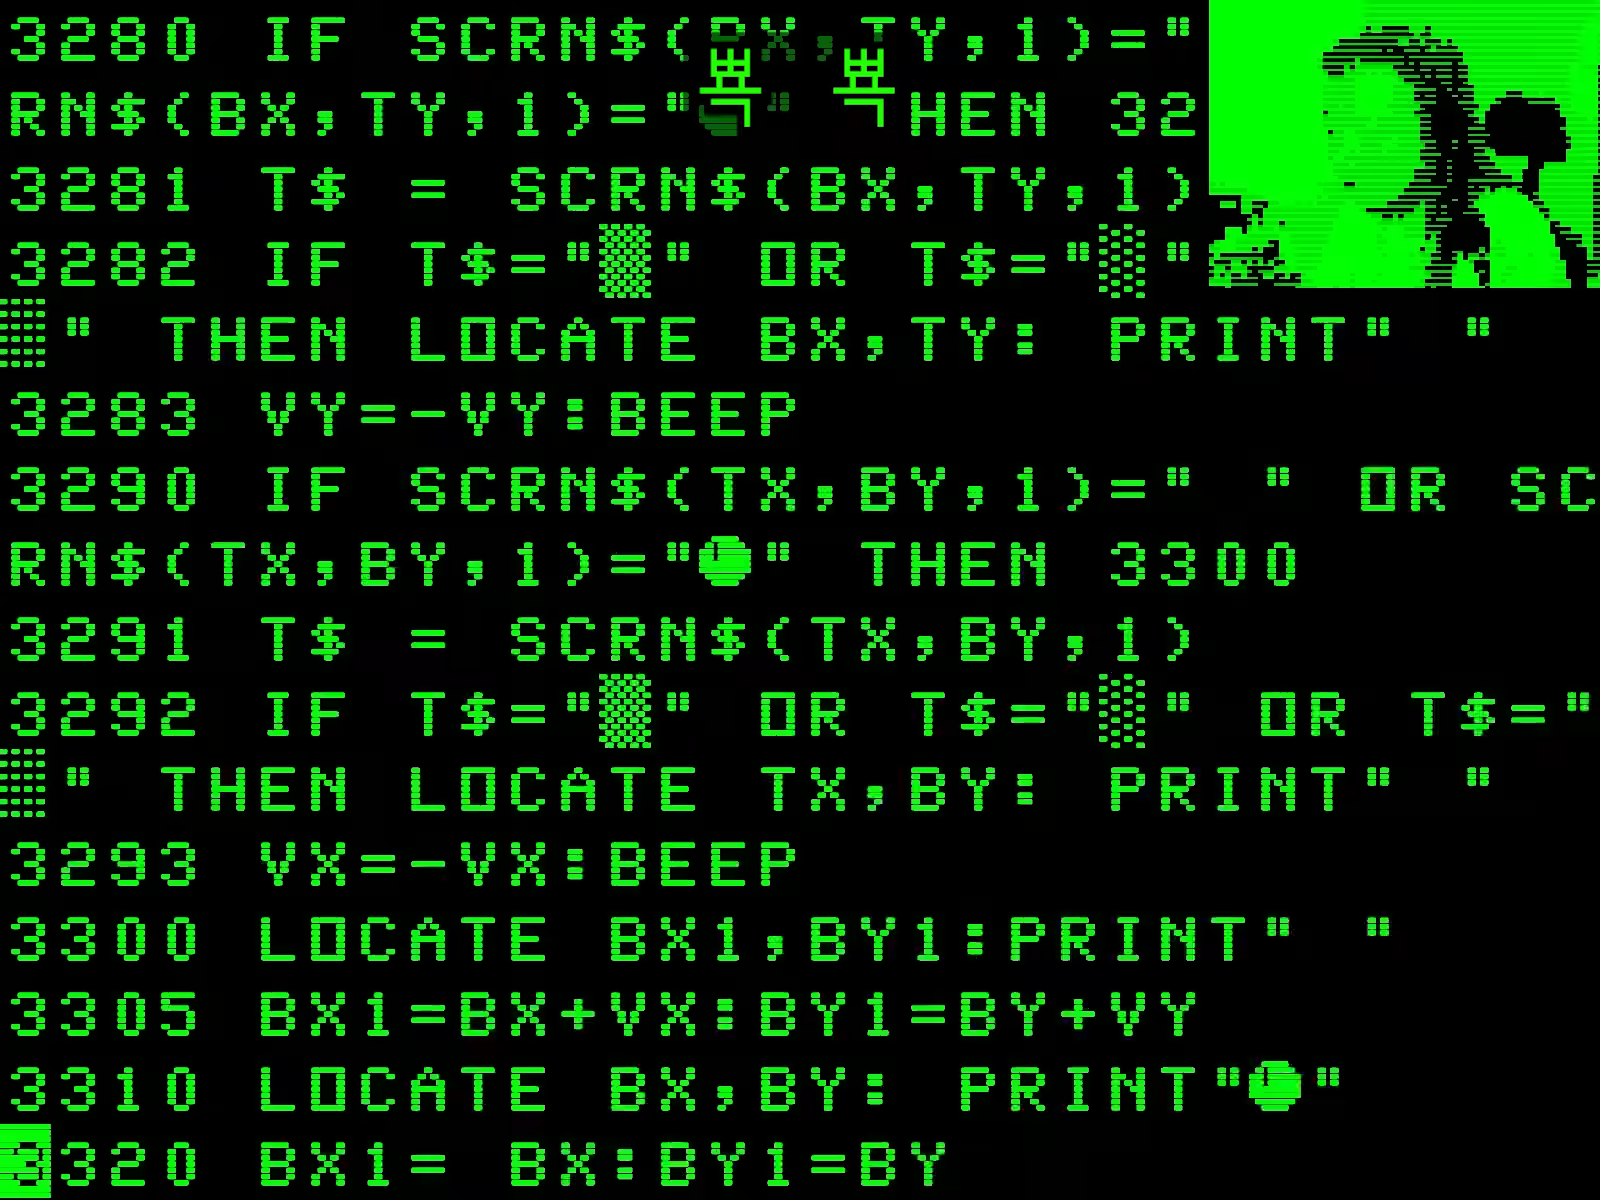 3280 IF SCRN$(BX,TY,1)="
RN$(BX,TY,1)=" " THEN 32
3281 T$ = SCRN$(BX,TY,1)
3282 IF T$="▓" OR T$="▒"
░" THEN LOCATE BX,TY: PRINT" "
3283 VY=-VY:BEEP
3290 IF SCRN$(TX,BY,1)=" " OR SC
RN$(TX,BY,1)="●" THEN 3300
3291 T$ = SCRN$(TX,BY,1)
3292 IF T$="▓" OR T$="▒" OR T$="
░" THEN LOCATE TX,BY: PRINT" "
3293 VX=-VX:BEEP
3300 LOCATE BX1,BY1:PRINT" "
3305 BX1=BX+VX:BY1=BY+VY
3310 LOCATE BX,BY: PRINT"●"
3320 BX1= BX:BY1=BY